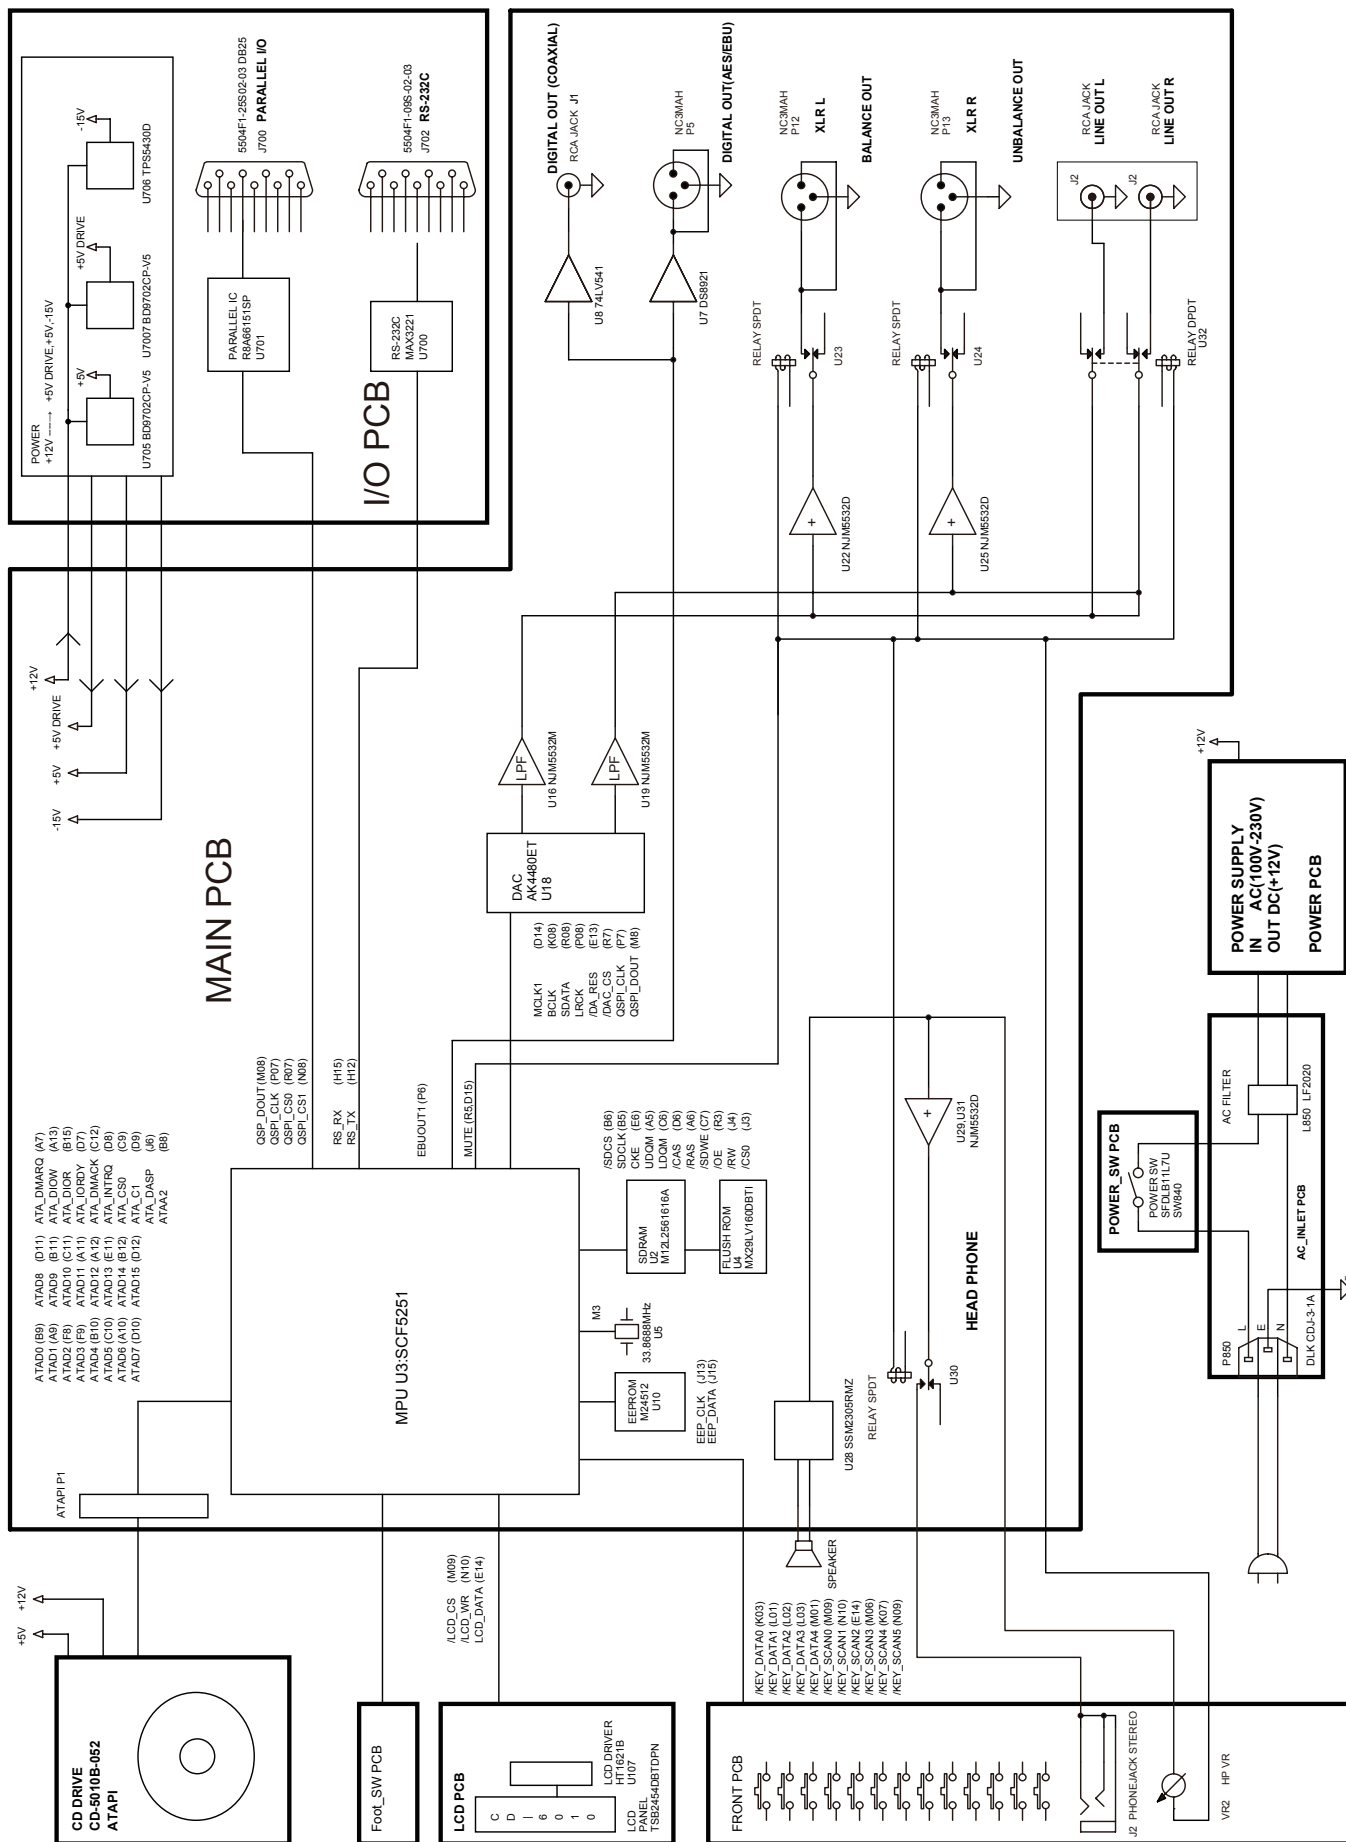 POWER
+12V ----→ +5V DRIVE,+5V,-15V
U705 BD9702CP-V5
+5V
U7007 BD9702CP-V5
+5V DRIVE
U706 TPS5430D
-15V
PARALLEL IC
R8A66151SP
U701
5504F1-25S02-03 DB25
J700 PARALLEL I/O
RS-232C
MAX3221
U700
5504F1-09S-02-03
J702 RS-232C
I/O PCB
+12V
+5V DRIVE
+5V
-15V
MAIN PCB
DIGITAL OUT (COAXIAL)
RCA JACK J1
U8 74LV541
NC3MAH
P5
DIGITAL OUT(AES/EBU)
U7 DS8921
NC3MAH
P12
XLR L
BALANCE OUT
RELAY SPDT
U23
U22 NJM5532D
NC3MAH
P13
XLR R
UNBALANCE OUT
RELAY SPDT
U24
U25 NJM5532D
J2
RCA JACK
LINE OUT L
J2
RCA JACK
LINE OUT R
RELAY DPDT
U32
LPF
U16 NJM5532M
LPF
U19 NJM5532M
DAC
AK4480ET
U18
MCLK1 (D14)
BCLK (K08)
SDATA (R08)
LRCK (P08)
/DA_RES (E13)
/DAC_CS (R7)
QSPI_CLK (P7)
QSPI_DOUT (M8)
QSP_DOUT (M08)
QSPI_CLK (P07)
QSPI_CS0 (R07)
QSPI_CS1 (N08)
RS_RX (H15)
RS_TX (H12)
EBUOUT1 (P6)
MUTE (R5,D15)
ATAD0 (B9) ATAD8 (D11) ATA_DMARQ (A7)
ATAD1 (A9) ATAD9 (B11) ATA_DIOW (A13)
ATAD2 (F8) ATAD10 (C11) ATA_DIOR (B15)
ATAD3 (F9) ATAD11 (A11) ATA_IORDY (D7)
ATAD4 (B10) ATAD12 (A12) ATA_DMACK (C12)
ATAD5 (C10) ATAD13 (E11) ATA_INTRQ (D8)
ATAD6 (A10) ATAD14 (B12) ATA_CS0 (C9)
ATAD7 (D10) ATAD15 (D12) ATA_C1 (D9)
ATA_DASP (J6)
ATAA2 (B8)
MPU U3:SCF5251
/SDCS (B6)
SDCLK (B5)
CKE (E6)
UDQM (A5)
LDQM (C6)
/CAS (D6)
/RAS (A6)
/SDWE (C7)
/OE (R3)
/RW (J4)
/CS0 (J3)
SDRAM
U2
M12L2561616A
FLUSH ROM
U4
MX29LV160DBTI
M3
33.8688MHz
U5
EEPROM
M24512
U10
EEP_CLK (J13)
EEP_DATA (J15)
ATAPI P1
CD DRIVE
CD-5010B-052
ATAPI
+5V
+12V
Foot_SW PCB
/LCD_CS (M09)
/LCD_WR (N10)
LCD_DATA (E14)
LCD PCB
C D | 6 0 1 0
LCD DRIVER
HT1621B
U107
LCD
PANEL
TSB2454DBTDPN
/KEY_DATA0 (K03)
/KEY_DATA1 (L01)
/KEY_DATA2 (L02)
/KEY_DATA3 (L03)
/KEY_DATA4 (M01)
/KEY_SCAN0 (M09)
/KEY_SCAN1 (N10)
/KEY_SCAN2 (E14)
/KEY_SCAN3 (M06)
/KEY_SCAN4 (K07)
/KEY_SCAN5 (N09)
FRONT PCB
J2 PHONEJACK STEREO
VR2 HP VR
SPEAKER
U28 SSM2305RMZ
RELAY SPDT
U30
HEAD PHONE
U29,U31
NJM5532D
POWER_SW PCB
POWER SW
SFDLB11L7U
SW840
AC FILTER
L850 LF2020
AC_INLET PCB
P850
L
E
N
DLK CDJ-3-1A
+12V
POWER SUPPLY
IN AC(100V-230V)
OUT DC(+12V)
POWER PCB